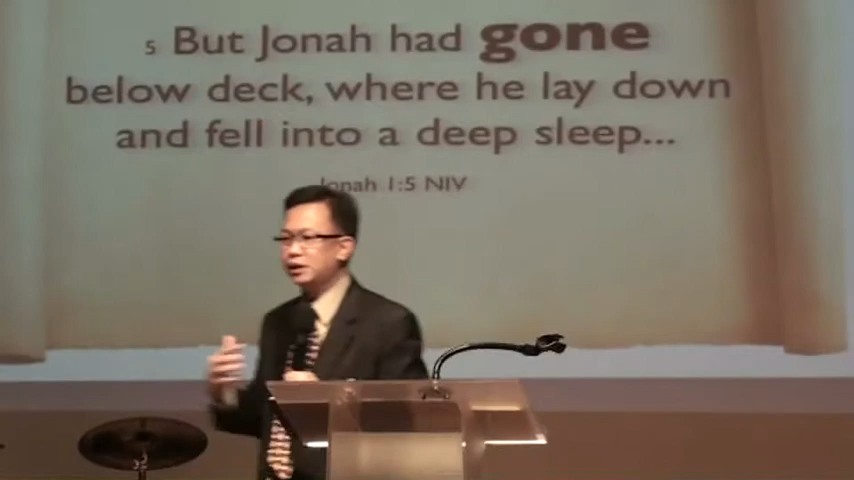 5 But Jonah had gone
below deck, where he lay down
and fell into a deep sleep...
Jonah 1:5 NIV